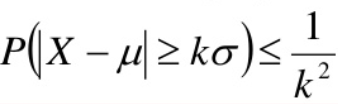 P(|X − μ| ≥ kσ) ≤ 1/k²